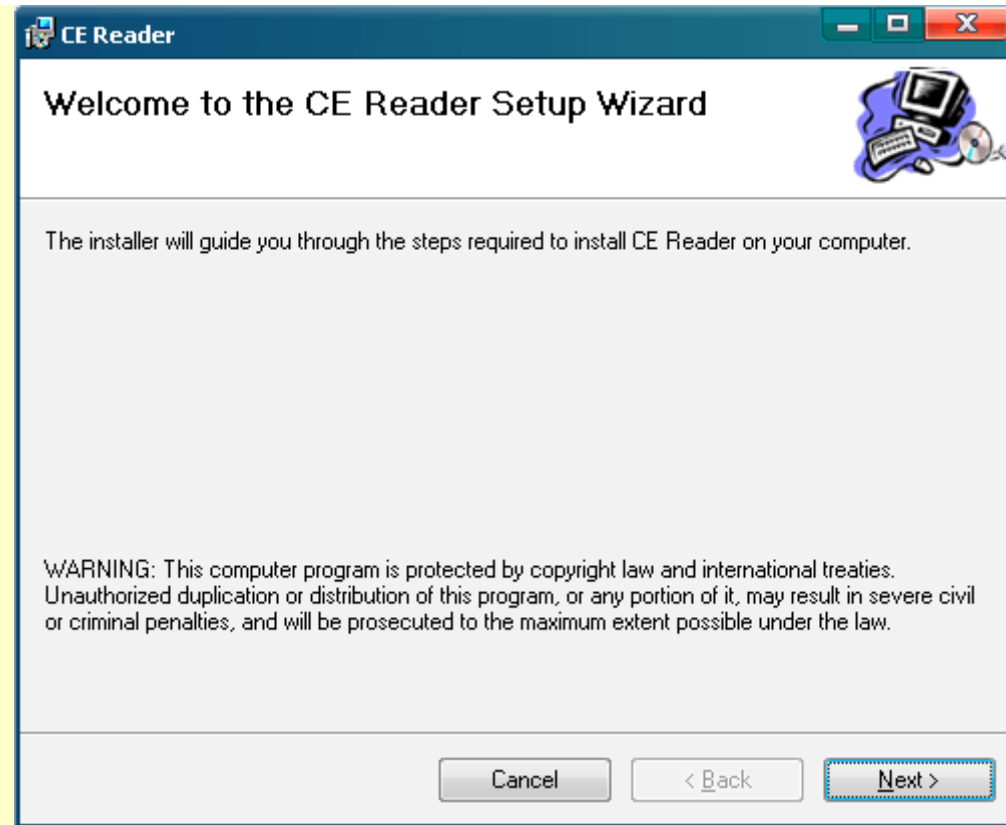 CE Reader
Welcome to the CE Reader Setup Wizard
The installer will guide you through the steps required to install CE Reader on your computer.
WARNING: This computer program is protected by copyright law and international treaties.
Unauthorized duplication or distribution of this program, or any portion of it, may result in severe civil
or criminal penalties, and will be prosecuted to the maximum extent possible under the law.
Cancel < Back Next >